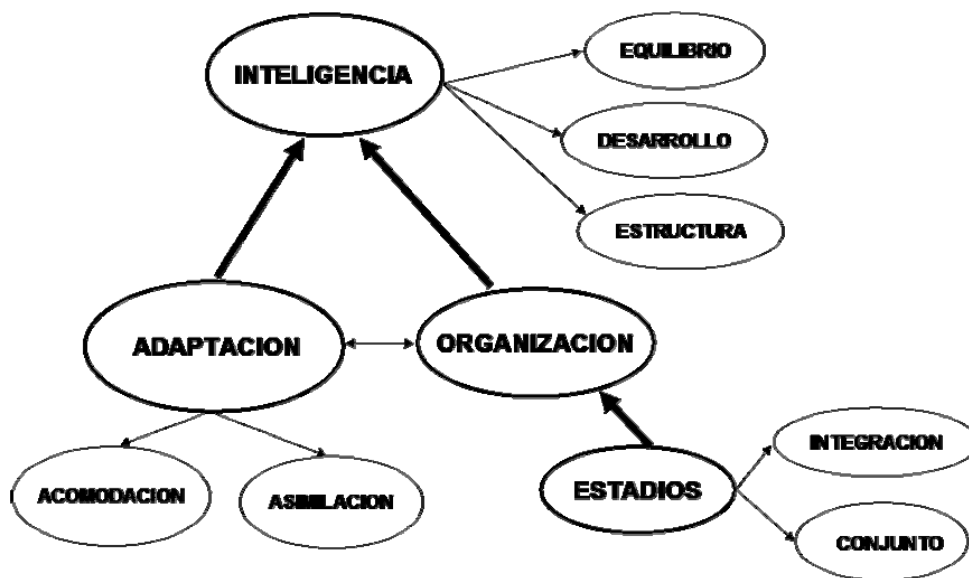 INTELIGENCIA
EQUILIBRIO
DESARROLLO
ESTRUCTURA
ADAPTACION
ORGANIZACION
ACOMODACION
ASIMILACION
ESTADIOS
INTEGRACION
CONJUNTO